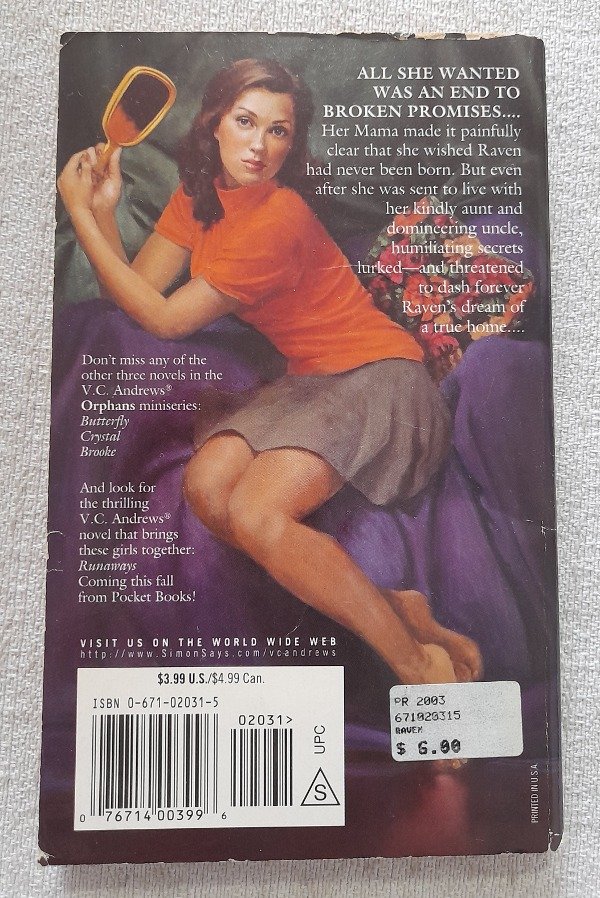 ALL SHE WANTED
WAS AN END TO
BROKEN PROMISES....
Her Mama made it painfully
clear that she wished Raven
had never been born. But even
after she was sent to live with
her kindly aunt and
domineering uncle,
humiliating secrets
lurked—and threatened
to dash forever
Raven's dream of
a true home....
Don't miss any of the
other three novels in the
V.C. Andrews®
Orphans miniseries:
Butterfly
Crystal
Brooke
And look for
the thrilling
V.C. Andrews®
novel that brings
these girls together:
Runaways
Coming this fall
from Pocket Books!
VISIT US ON THE WORLD WIDE WEB
http://www.SimonSays.com/vcandrews
$3.99 U.S./$4.99 Can.
ISBN 0-671-02031-5
02031>
UPC
S
0 76714 00399 6
PR 2003
671020315
RAVEN
$ 6.00
PRINTED IN U.S.A.